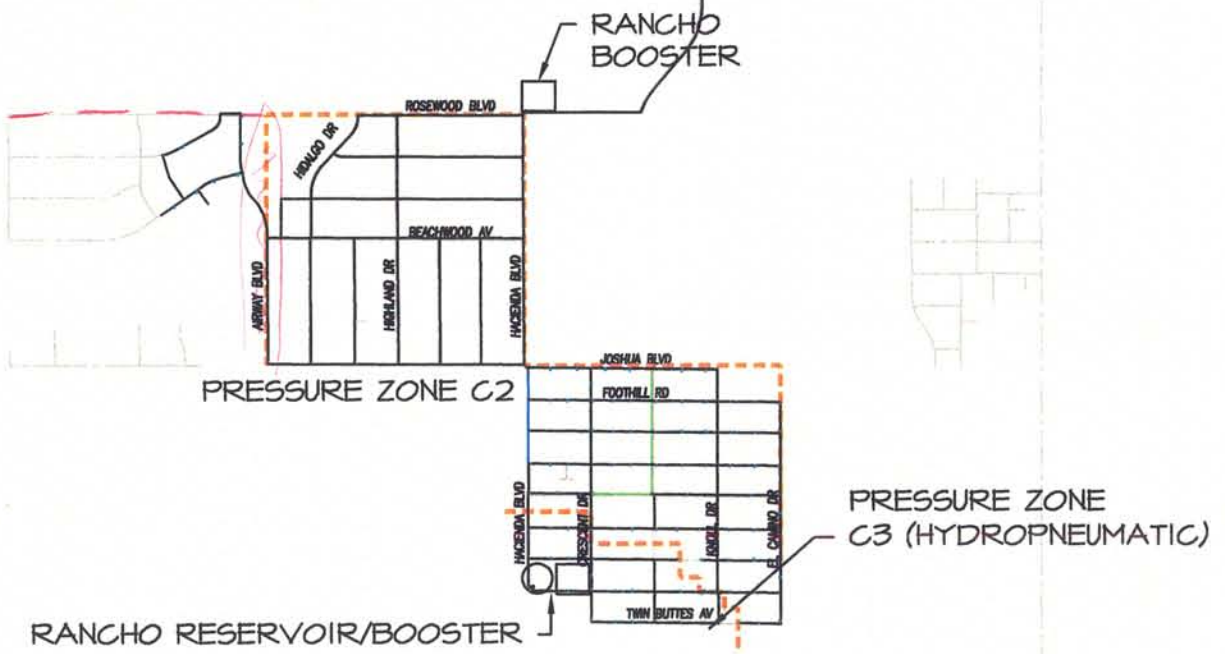 RANCHO
BOOSTER
ROSEWOOD BLVD
HIDALGO DR
BEACHWOOD AV
AIRWAY BLVD
HIGHLAND DR
HACIENDA BLVD
JOSHUA BLVD
PRESSURE ZONE C2
FOOTHILL RD
HACIENDA BLVD
CRESCENT DR
KNOLL DR
EL CAMINO DR
PRESSURE ZONE
C3 (HYDROPNEUMATIC)
TWIN BUTTES AV
RANCHO RESERVOIR/BOOSTER